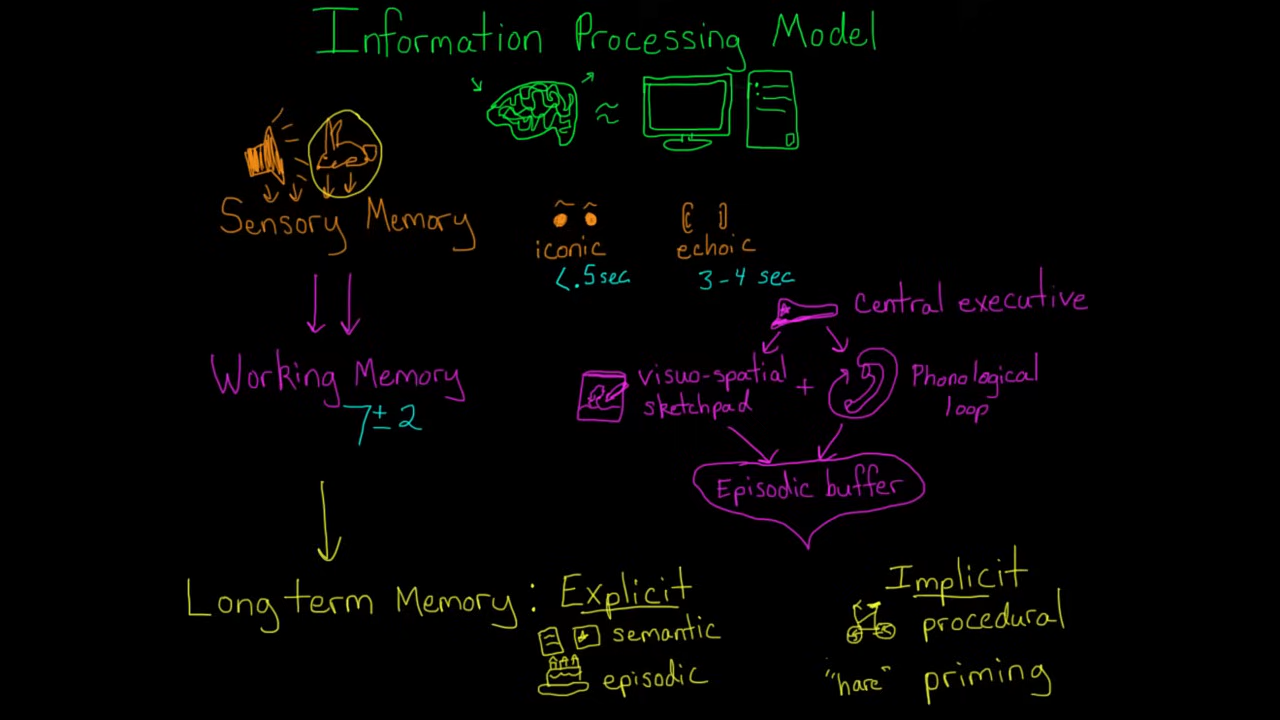 Information Processing Model
≈
Sensory Memory
iconic
echoic
<.5sec
3-4 sec
Central executive
Working Memory
7±2
visuo-spatial
sketchpad
+
Phonological
loop
Episodic buffer
Long term Memory: Explicit
Implicit
semantic
procedural
episodic
"hare" priming